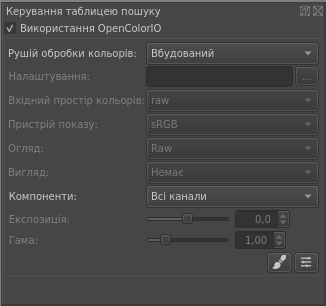 Керування таблицею пошуку
Використання OpenColorIO
Рушій обробки кольорів: Вбудований
Налаштування: ...
Вхідний простір кольорів: raw
Пристрій показу: sRGB
Огляд: Raw
Вигляд: Немає
Компоненти: Всі канали
Експозиція: 0,0
Гама: 1,00